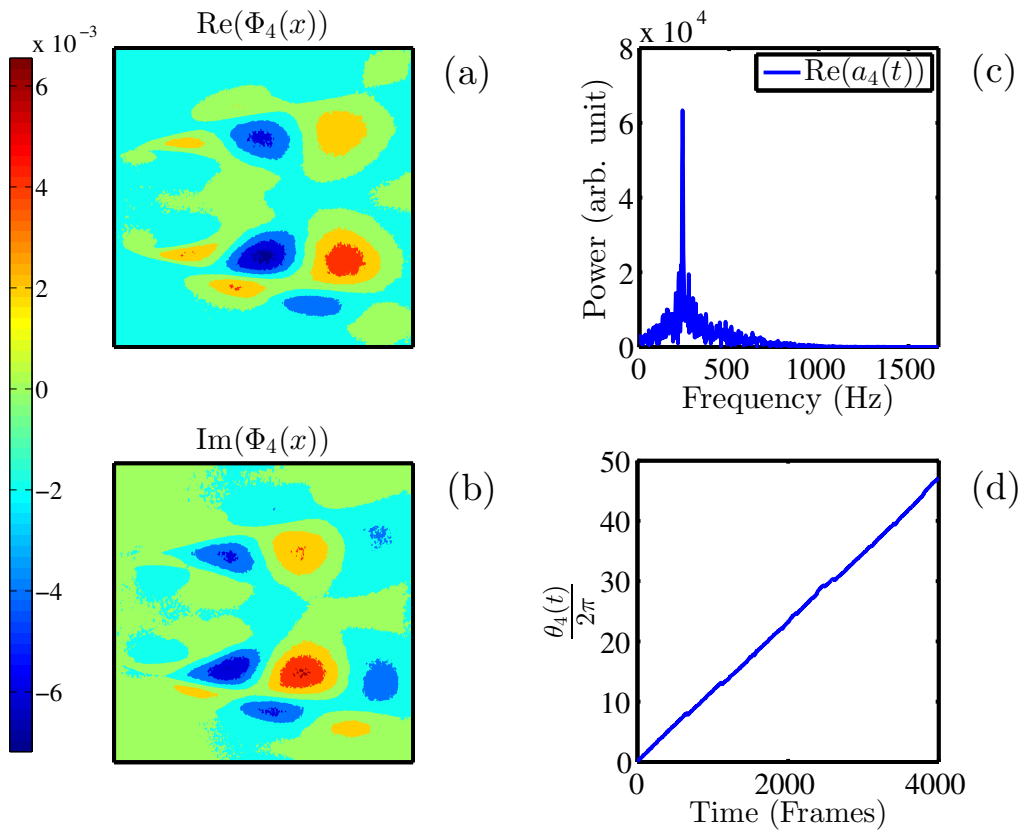 Re(Φ₄(x))
x 10⁻³
6
4
2
0
−2
−4
−6
(a)
Im(Φ₄(x))
(b)
x 10⁴
8
6
4
2
0
Power (arb. unit)
Re(a₄(t))
(c)
0 500 1000 1500
Frequency (Hz)
50
40
30
20
10
0
θ₄(t)
2π
(d)
0 2000 4000
Time (Frames)